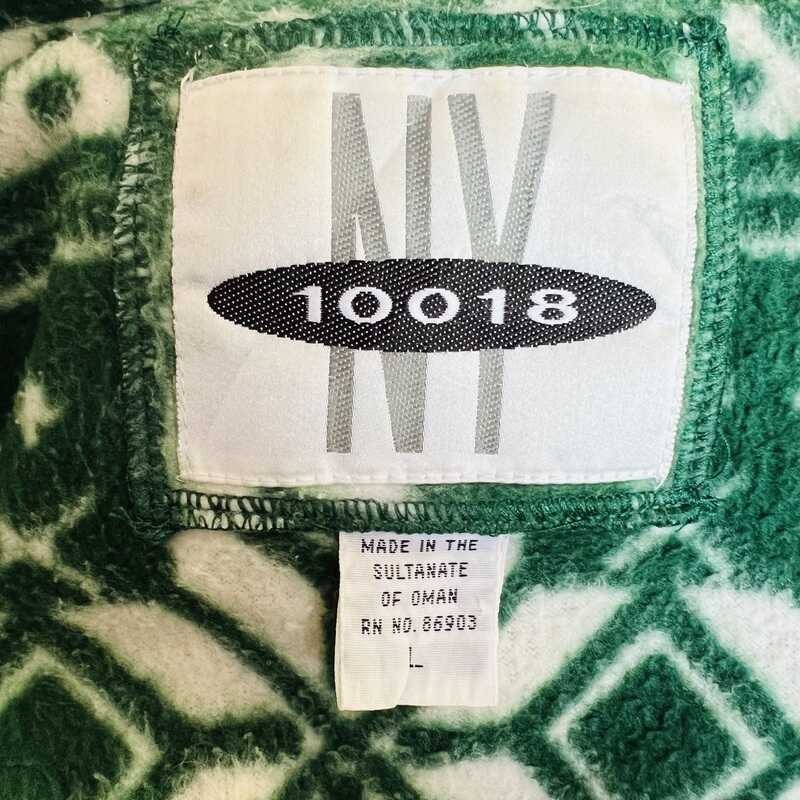 NY
10018
MADE IN THE
SULTANATE
OF OMAN
RN NO. 86903
L